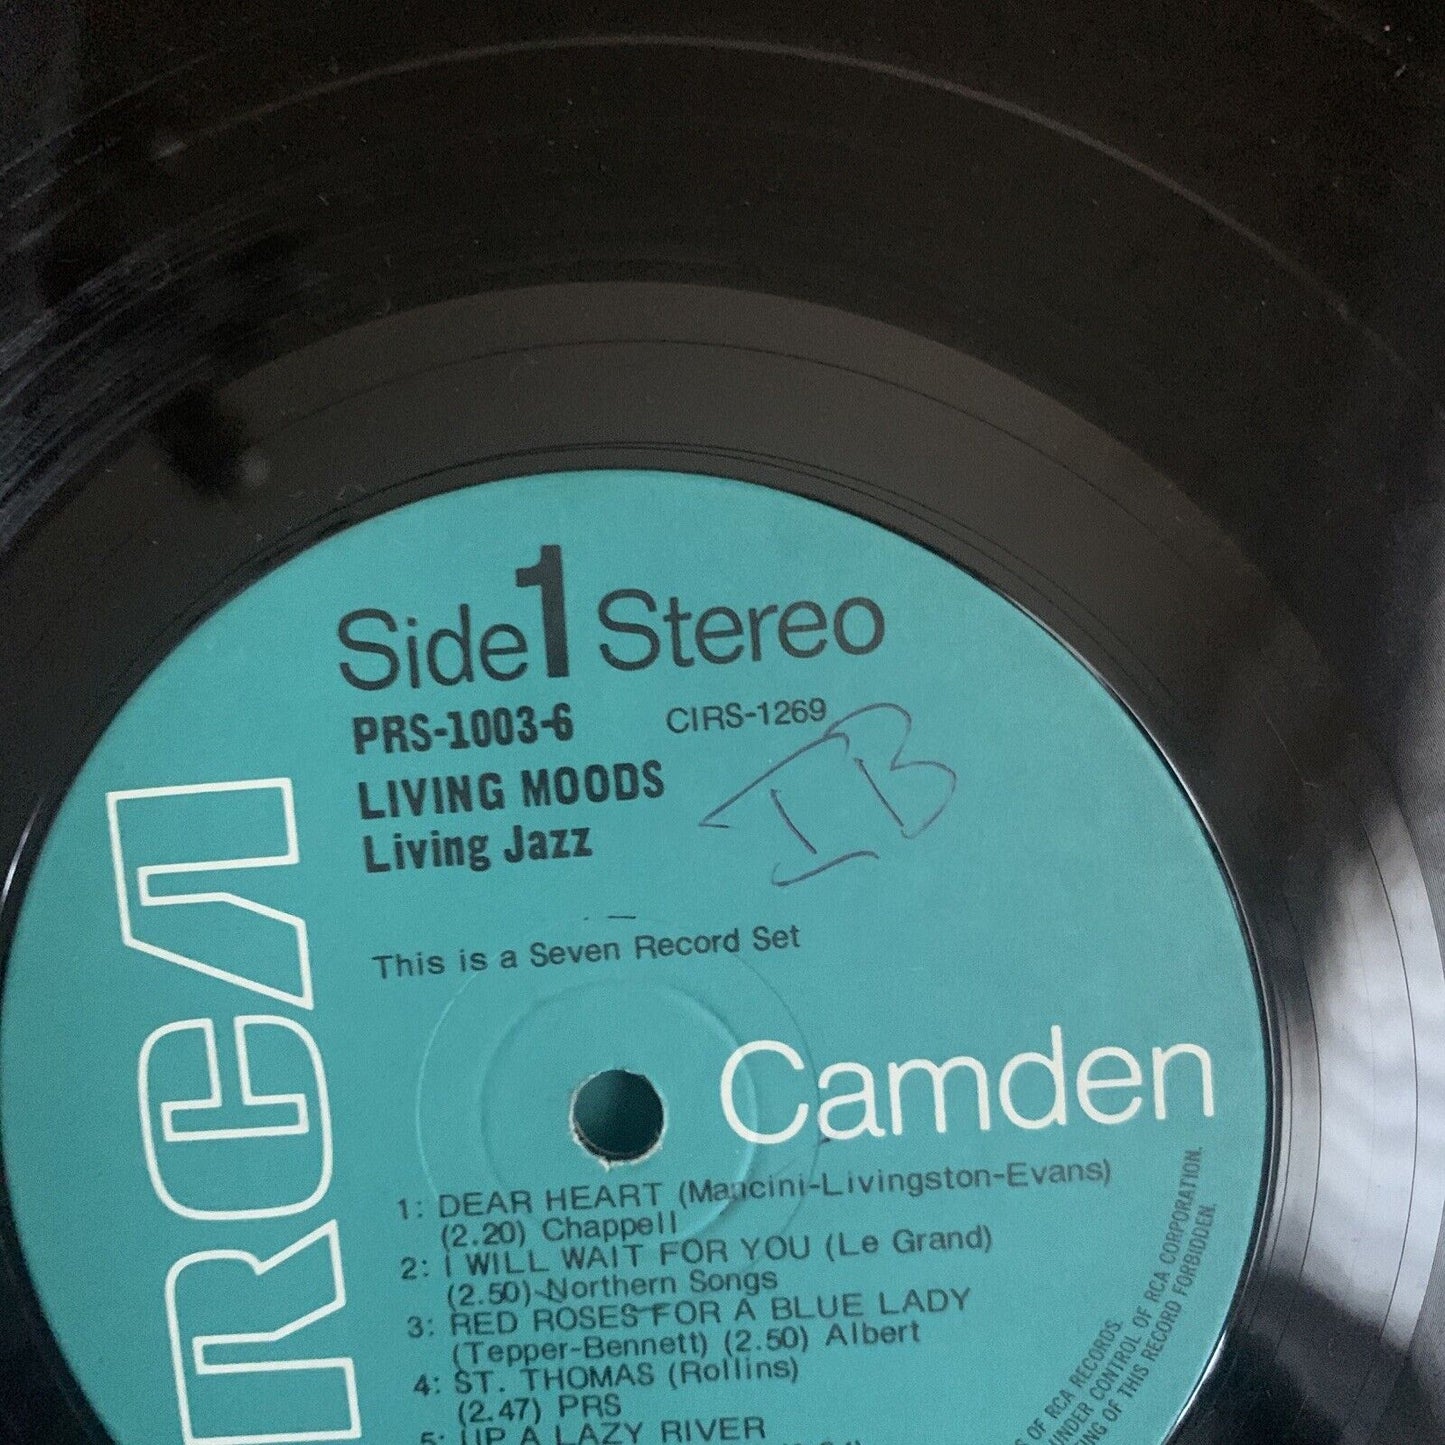 Side 1 Stereo
PRS-1003-6 CIRS-1269
LIVING MOODS
Living Jazz
IB
This is a Seven Record Set
RCA
Camden
1: DEAR HEART (Mancini-Livingston-Evans)
(2.20) Chappell
2: I WILL WAIT FOR YOU (Le Grand)
(2.50) Northern Songs
3: RED ROSES FOR A BLUE LADY
(Tepper-Bennett) (2.50) Albert
4: ST. THOMAS (Rollins)
(2.47) PRS
5: UP A LAZY RIVER
OF RCA RECORDS.
UNDER CONTROL OF RCA CORPORATION.
OF THIS RECORD FORBIDDEN.